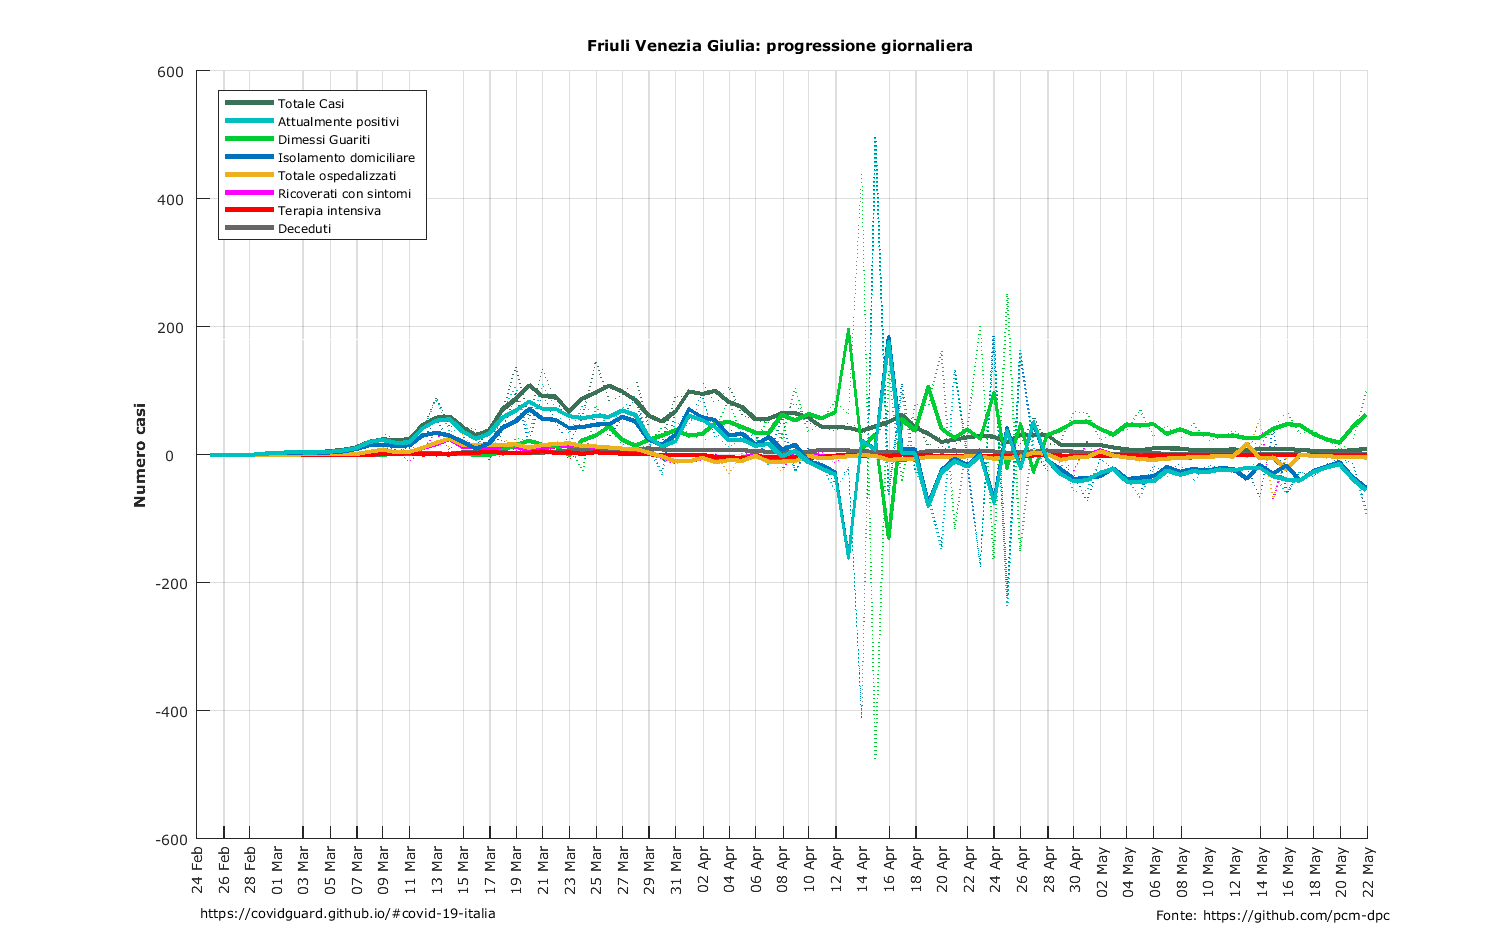 Friuli Venezia Giulia: progressione giornaliera
600
400
200
0
-200
-400
-600
Numero casi
Totale Casi
Attualmente positivi
Dimessi Guariti
Isolamento domiciliare
Totale ospedalizzati
Ricoverati con sintomi
Terapia intensiva
Deceduti
24 Feb
26 Feb
28 Feb
01 Mar
03 Mar
05 Mar
07 Mar
09 Mar
11 Mar
13 Mar
15 Mar
17 Mar
19 Mar
21 Mar
23 Mar
25 Mar
27 Mar
29 Mar
31 Mar
02 Apr
04 Apr
06 Apr
08 Apr
10 Apr
12 Apr
14 Apr
16 Apr
18 Apr
20 Apr
22 Apr
24 Apr
26 Apr
28 Apr
30 Apr
02 May
04 May
06 May
08 May
10 May
12 May
14 May
16 May
18 May
20 May
22 May
https://covidguard.github.io/#covid-19-italia
Fonte: https://github.com/pcm-dpc